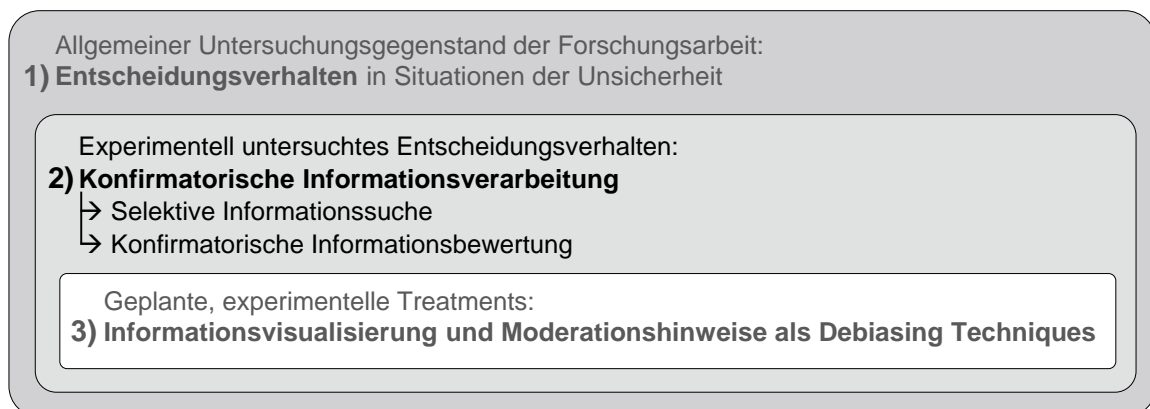 Allgemeiner Untersuchungsgegenstand der Forschungsarbeit:
1) Entscheidungsverhalten in Situationen der Unsicherheit
Experimentell untersuchtes Entscheidungsverhalten:
2) Konfirmatorische Informationsverarbeitung
→ Selektive Informationssuche
→ Konfirmatorische Informationsbewertung
Geplante, experimentelle Treatments:
3) Informationsvisualisierung und Moderationshinweise als Debiasing Techniques